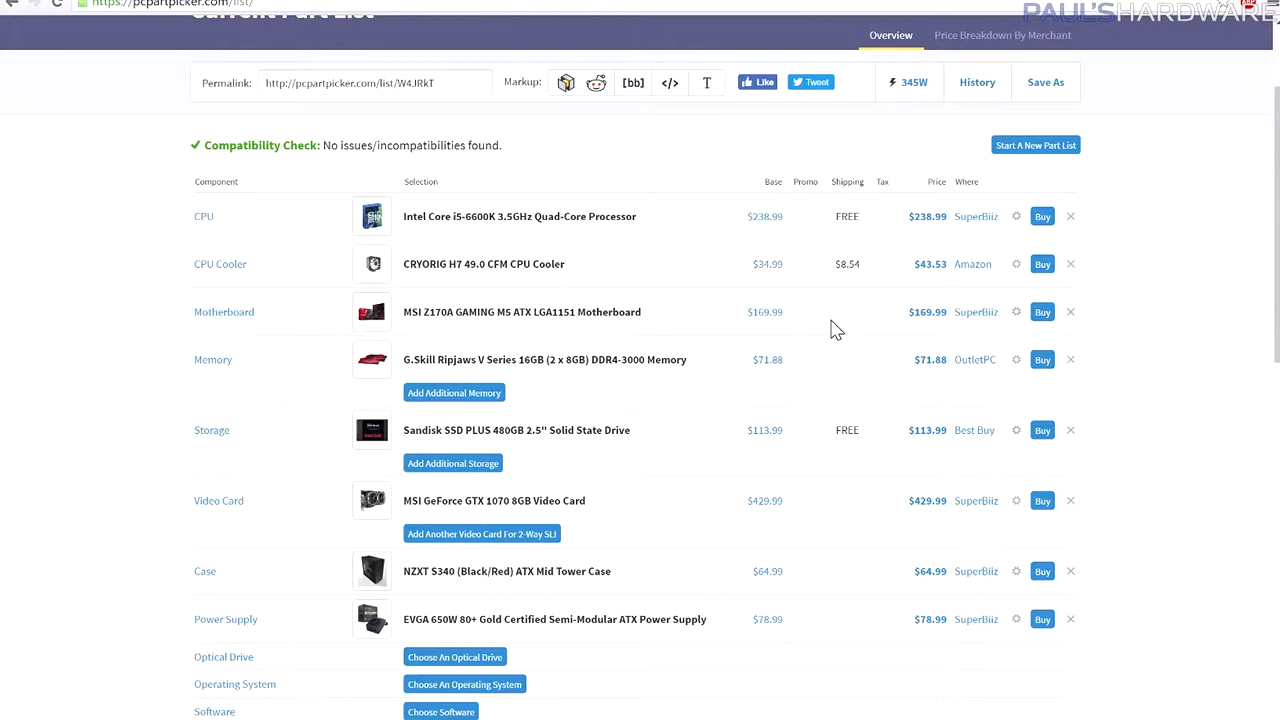 https://pcpartpicker.com/list/
Current Part List
PAUL'SHARDWARE
Overview Price Breakdown By Merchant
Permalink: http://pcpartpicker.com/list/W4JRkT Markup: [bb] </> T Like Tweet 345W History Save As
Compatibility Check: No issues/incompatibilities found. Start A New Part List
Component Selection Base Promo Shipping Tax Price Where
CPU Intel Core i5-6600K 3.5GHz Quad-Core Processor $238.99 FREE $238.99 SuperBiiz Buy
CPU Cooler CRYORIG H7 49.0 CFM CPU Cooler $34.99 $8.54 $43.53 Amazon Buy
Motherboard MSI Z170A GAMING M5 ATX LGA1151 Motherboard $169.99 $169.99 SuperBiiz Buy
Memory G.Skill Ripjaws V Series 16GB (2 x 8GB) DDR4-3000 Memory $71.88 $71.88 OutletPC Buy
Add Additional Memory
Storage Sandisk SSD PLUS 480GB 2.5" Solid State Drive $113.99 FREE $113.99 Best Buy Buy
Add Additional Storage
Video Card MSI GeForce GTX 1070 8GB Video Card $429.99 $429.99 SuperBiiz Buy
Add Another Video Card For 2-Way SLI
Case NZXT S340 (Black/Red) ATX Mid Tower Case $64.99 $64.99 SuperBiiz Buy
Power Supply EVGA 650W 80+ Gold Certified Semi-Modular ATX Power Supply $78.99 $78.99 SuperBiiz Buy
Optical Drive Choose An Optical Drive
Operating System Choose An Operating System
Software Choose Software